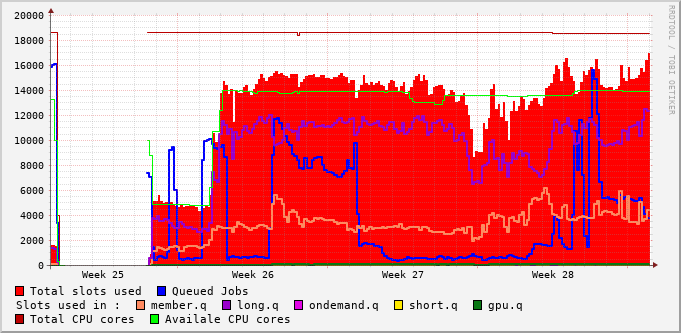 20000
18000
16000
14000
12000
10000
8000
6000
4000
2000
0
Week 25 Week 26 Week 27 Week 28
RRDTOOL / TOBI OETIKER
Total slots used Queued Jobs
Slots used in : member.q long.q ondemand.q short.q gpu.q
Total CPU cores Availale CPU cores